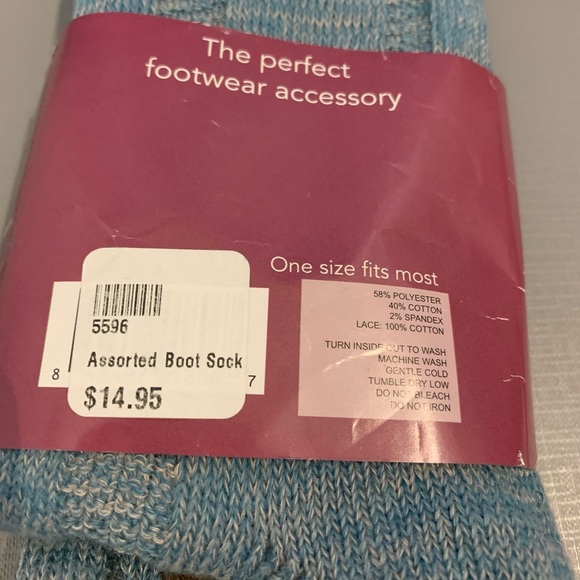 The perfect
footwear accessory
One size fits most
58% POLYESTER
40% COTTON
2% SPANDEX
LACE: 100% COTTON
TURN INSIDE OUT TO WASH
MACHINE WASH
GENTLE COLD
TUMBLE DRY LOW
DO NOT BLEACH
DO NOT IRON
5596
Assorted Boot Sock
$14.95
8 7